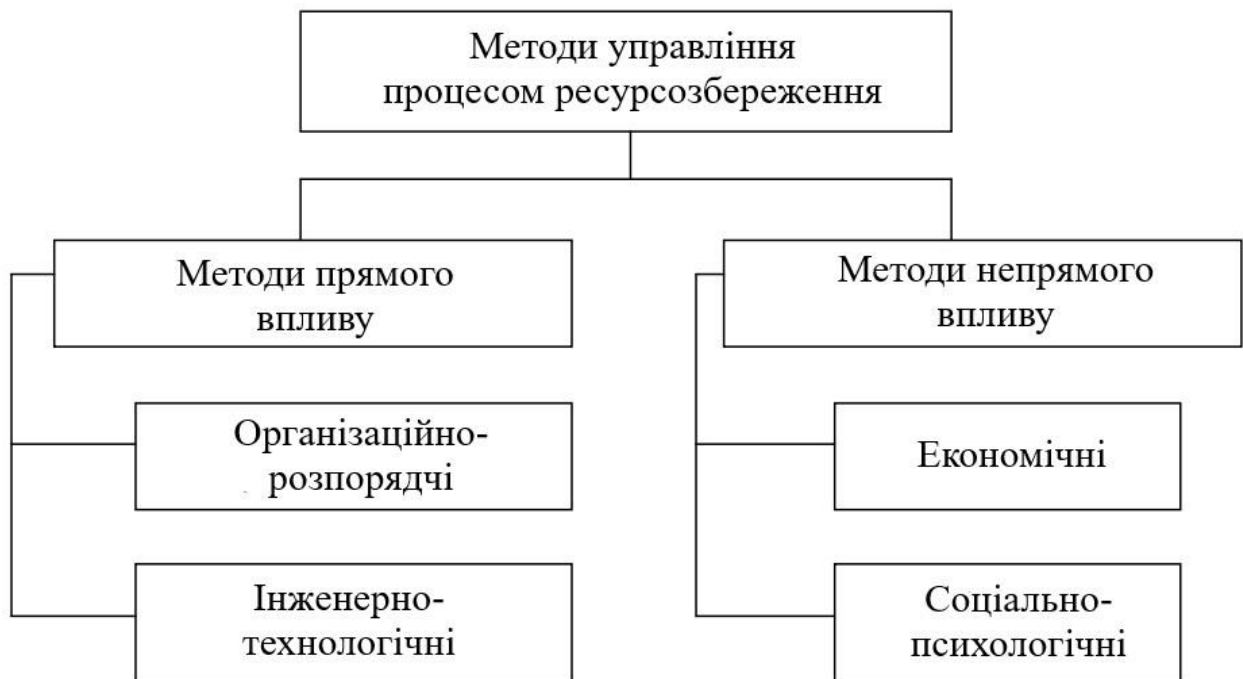 Методи управління
процесом ресурсозбереження
Методи прямого
впливу
Методи непрямого
впливу
Організаційно-
розпорядчі
Економічні
Інженерно-
технологічні
Соціально-
психологічні